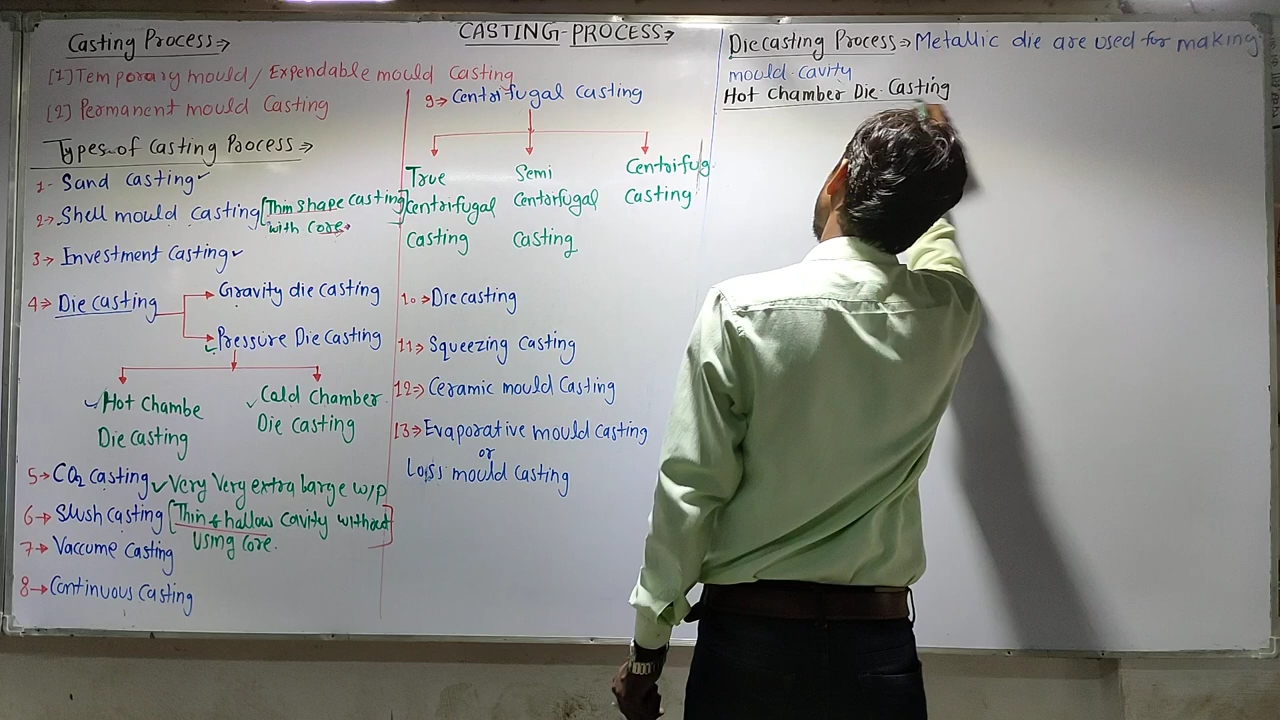 CASTING-PROCESS→
Casting Process→
[1] Temporary mould/Expendable mould Casting
[2] Permanent mould Casting
Types of Casting Process→
1- Sand Casting✓
2→ Shell mould casting [Thin shape casting]
with core.
3→ Investment Casting✓
4→ Die casting
Gravity die casting
Pressure Die Casting
✓Hot Chambe
Die casting
✓Cold chamber
Die Casting
5→ CO2 casting ✓Very Very extra Large w/p
6→ Slush Casting [Thin & hallow cavity without]
using core.
7→ Vaccume Casting
8→ Continuous Casting
9→ Centrifugal Casting
True
Centrifugal
Casting
Semi
Centrifugal
Casting
Centrifug
Casting
10→ Diecasting
11→ Squeezing Casting
12→ Ceramic mould Casting
13→ Evaporative mould Casting
or
Loss mould casting
Diecasting Process→ Metallic die are used for making
mould cavity
Hot Chamber Die Casting